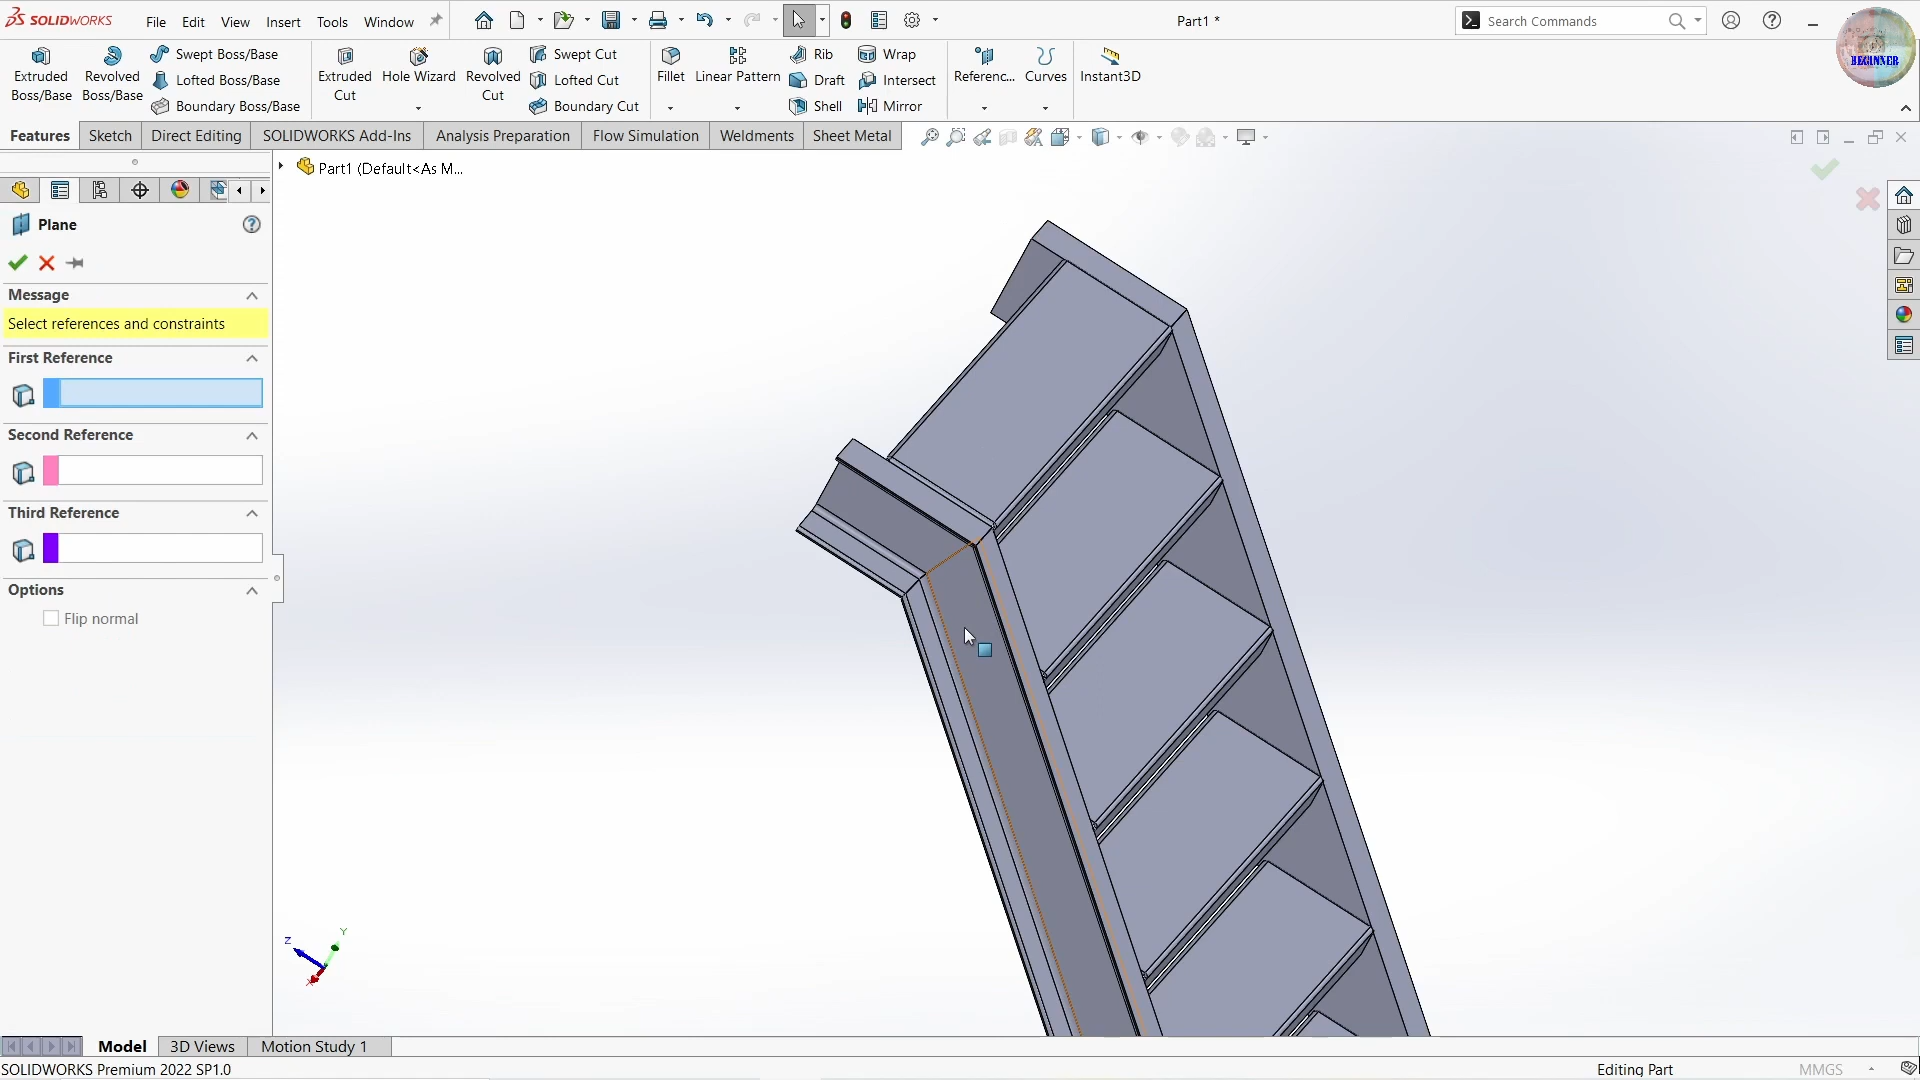 SOLIDWORKS File Edit View Insert Tools Window Part1 * Search Commands
BEGINNER
Extruded Boss/Base
Revolved Boss/Base
Swept Boss/Base
Lofted Boss/Base
Boundary Boss/Base
Extruded Cut
Hole Wizard
Revolved Cut
Swept Cut
Lofted Cut
Boundary Cut
Fillet
Linear Pattern
Rib
Draft
Shell
Wrap
Intersect
Mirror
Referenc...
Curves
Instant3D
Features Sketch Direct Editing SOLIDWORKS Add-Ins Analysis Preparation Flow Simulation Weldments Sheet Metal
Part1 (Default<As M...
Plane
Message
Select references and constraints
First Reference
Second Reference
Third Reference
Options
Flip normal
Y
Z
X
Model 3D Views Motion Study 1
SOLIDWORKS Premium 2022 SP1.0 Editing Part MMGS